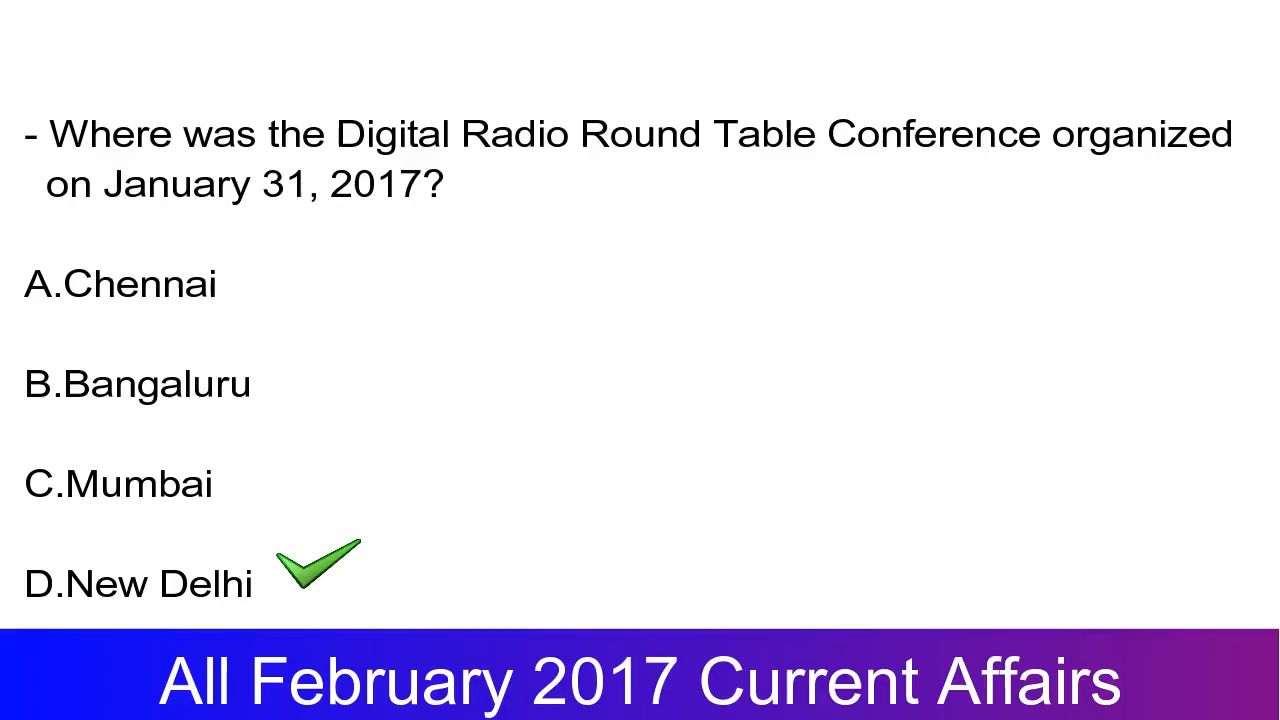 - Where was the Digital Radio Round Table Conference organized
on January 31, 2017?
A.Chennai
B.Bangaluru
C.Mumbai
D.New Delhi
All February 2017 Current Affairs